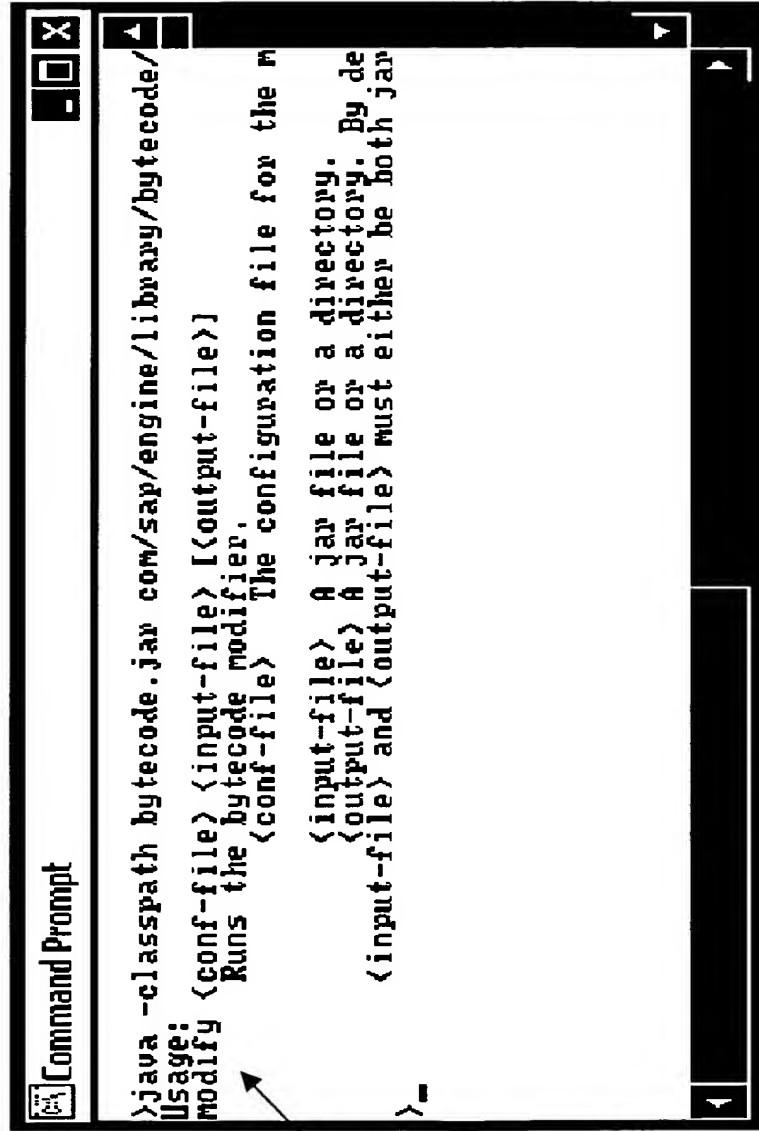 Command Prompt
>java -classpath bytecode.jar com/sap/engine/library/bytecode/
Usage:
modify <conf-file> <input-file> [<output-file>]
Runs the bytecode modifier.
<conf-file> The configuration file for the m
<input-file> A jar file or a directory.
<output-file> A jar file or a directory. By de
<input-file> and <output-file> must either be both jar
>_